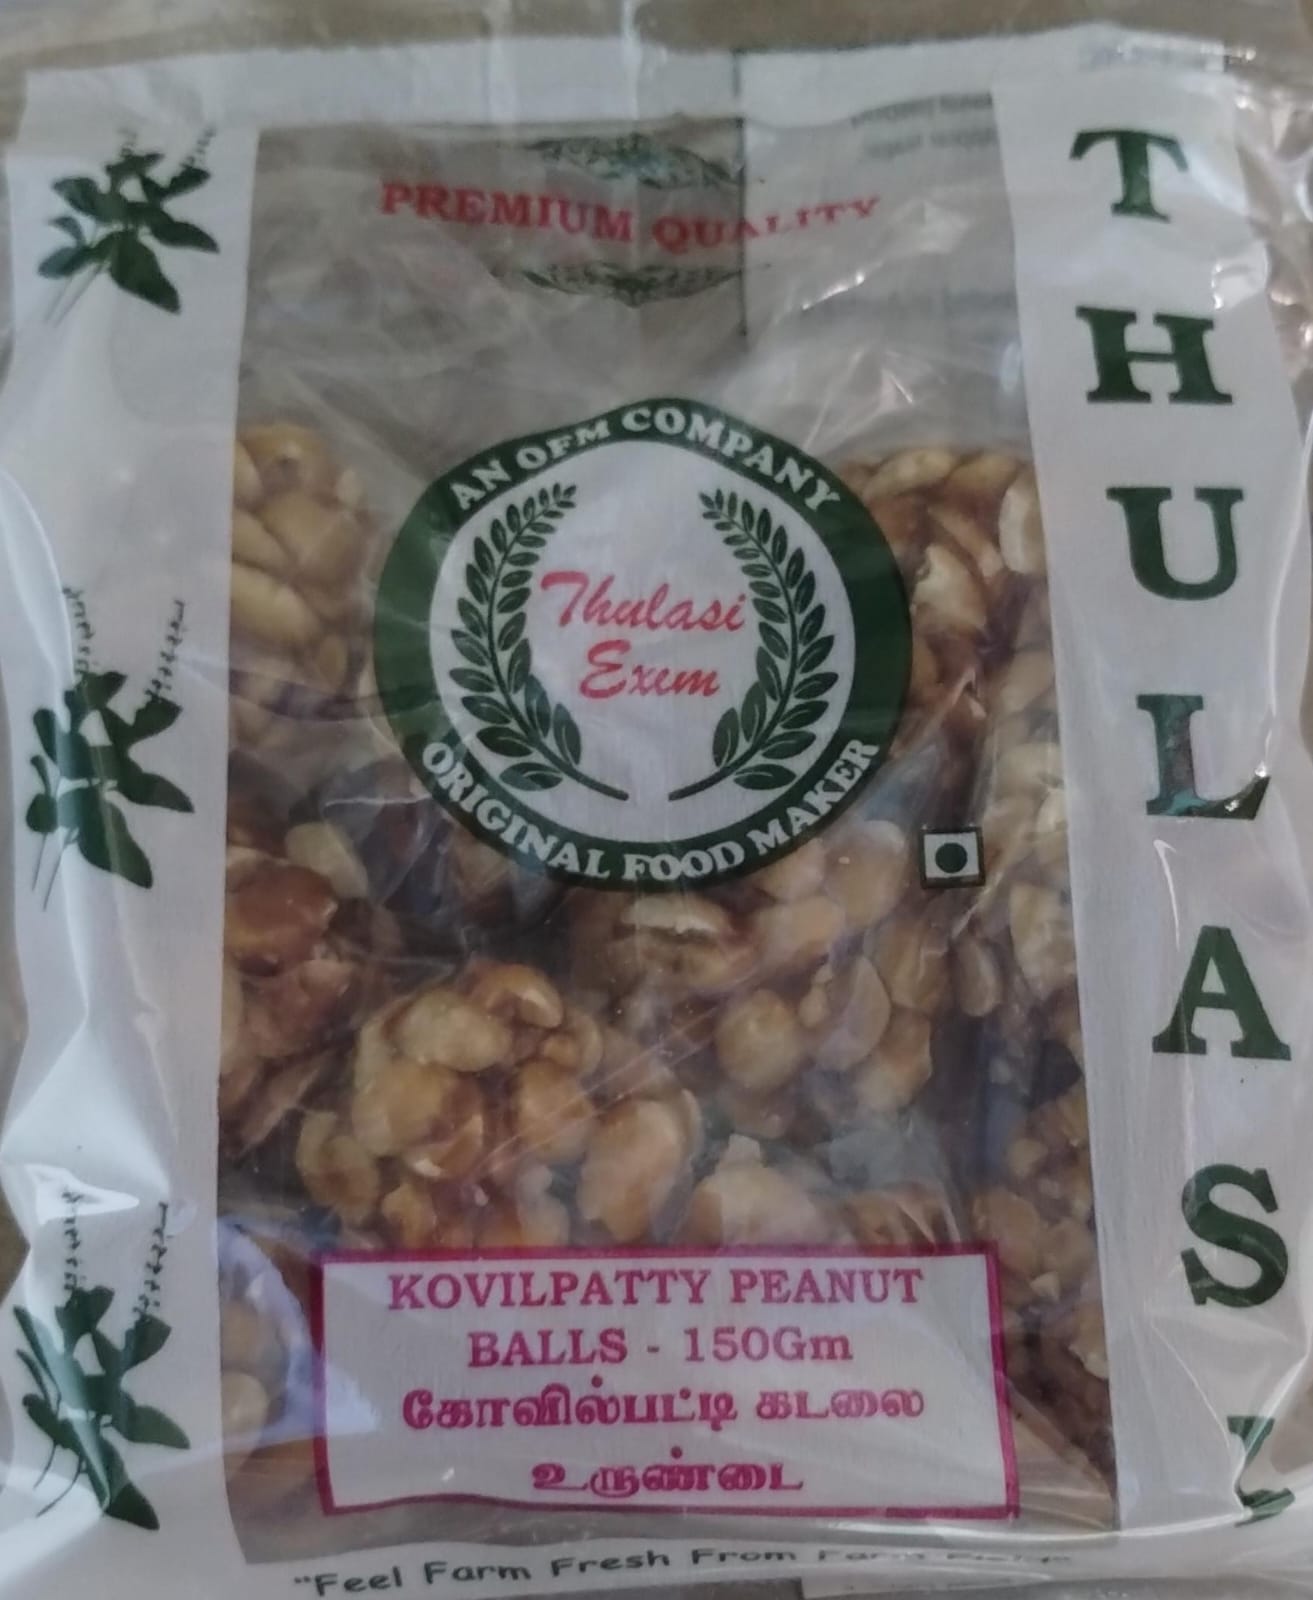 PREMIUM QUALITY
AN OFM COMPANY
Thulasi
Exim
ORIGINAL FOOD MAKER
THULASI
KOVILPATTY PEANUT
BALLS - 150Gm
கோவில்பட்டி கடலை
உருண்டை
"Feel Farm Fresh From